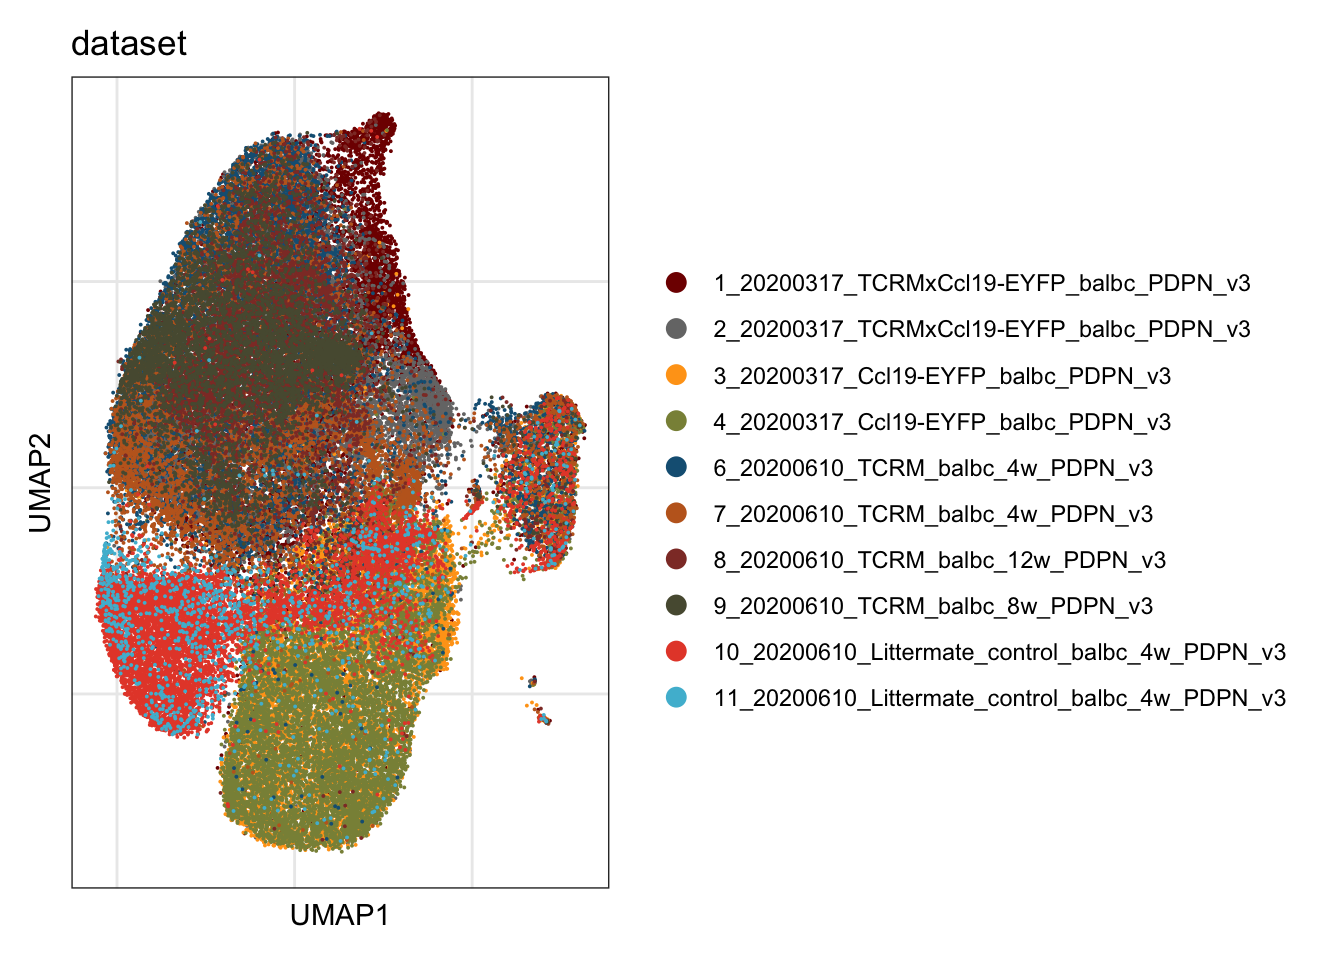 dataset
UMAP2
UMAP1
1_20200317_TCRMxCcl19-EYFP_balbc_PDPN_v3
2_20200317_TCRMxCcl19-EYFP_balbc_PDPN_v3
3_20200317_Ccl19-EYFP_balbc_PDPN_v3
4_20200317_Ccl19-EYFP_balbc_PDPN_v3
6_20200610_TCRM_balbc_4w_PDPN_v3
7_20200610_TCRM_balbc_4w_PDPN_v3
8_20200610_TCRM_balbc_12w_PDPN_v3
9_20200610_TCRM_balbc_8w_PDPN_v3
10_20200610_Littermate_control_balbc_4w_PDPN_v3
11_20200610_Littermate_control_balbc_4w_PDPN_v3